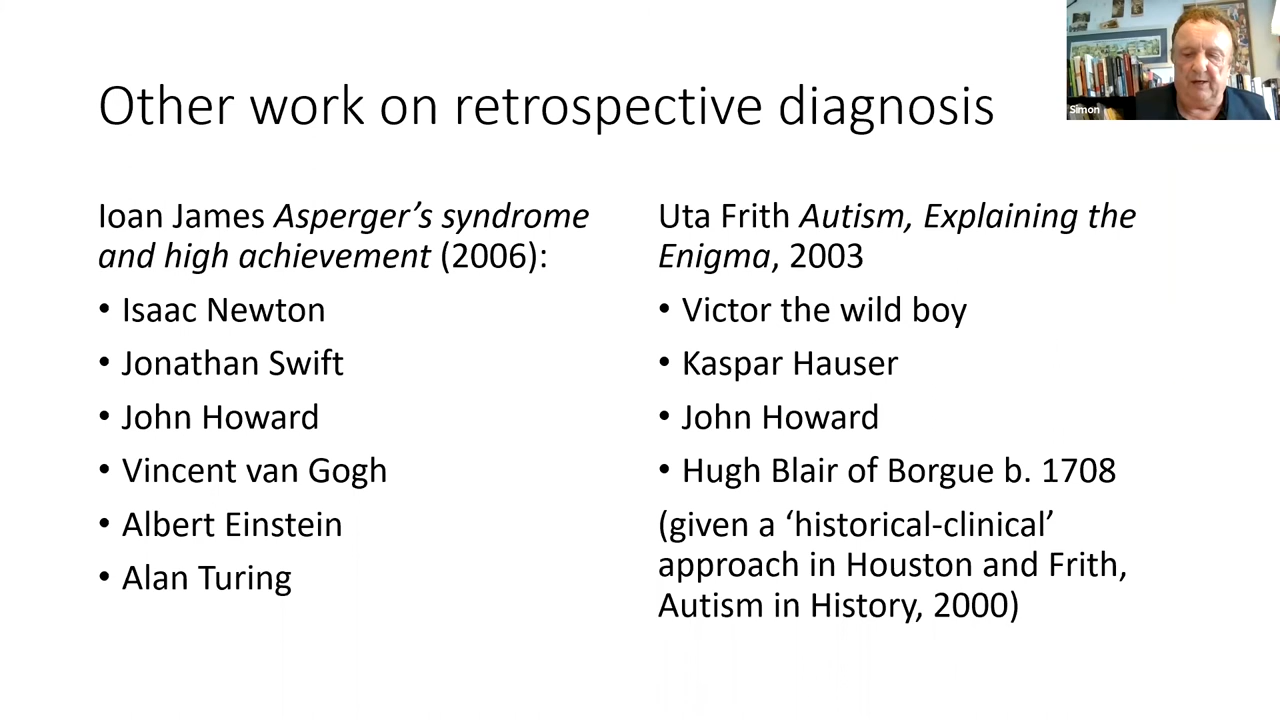 Other work on retrospective diagnosis
Simon
Ioan James Asperger’s syndrome
and high achievement (2006):
• Isaac Newton
• Jonathan Swift
• John Howard
• Vincent van Gogh
• Albert Einstein
• Alan Turing
Uta Frith Autism, Explaining the
Enigma, 2003
• Victor the wild boy
• Kaspar Hauser
• John Howard
• Hugh Blair of Borgue b. 1708
(given a ‘historical-clinical’
approach in Houston and Frith,
Autism in History, 2000)